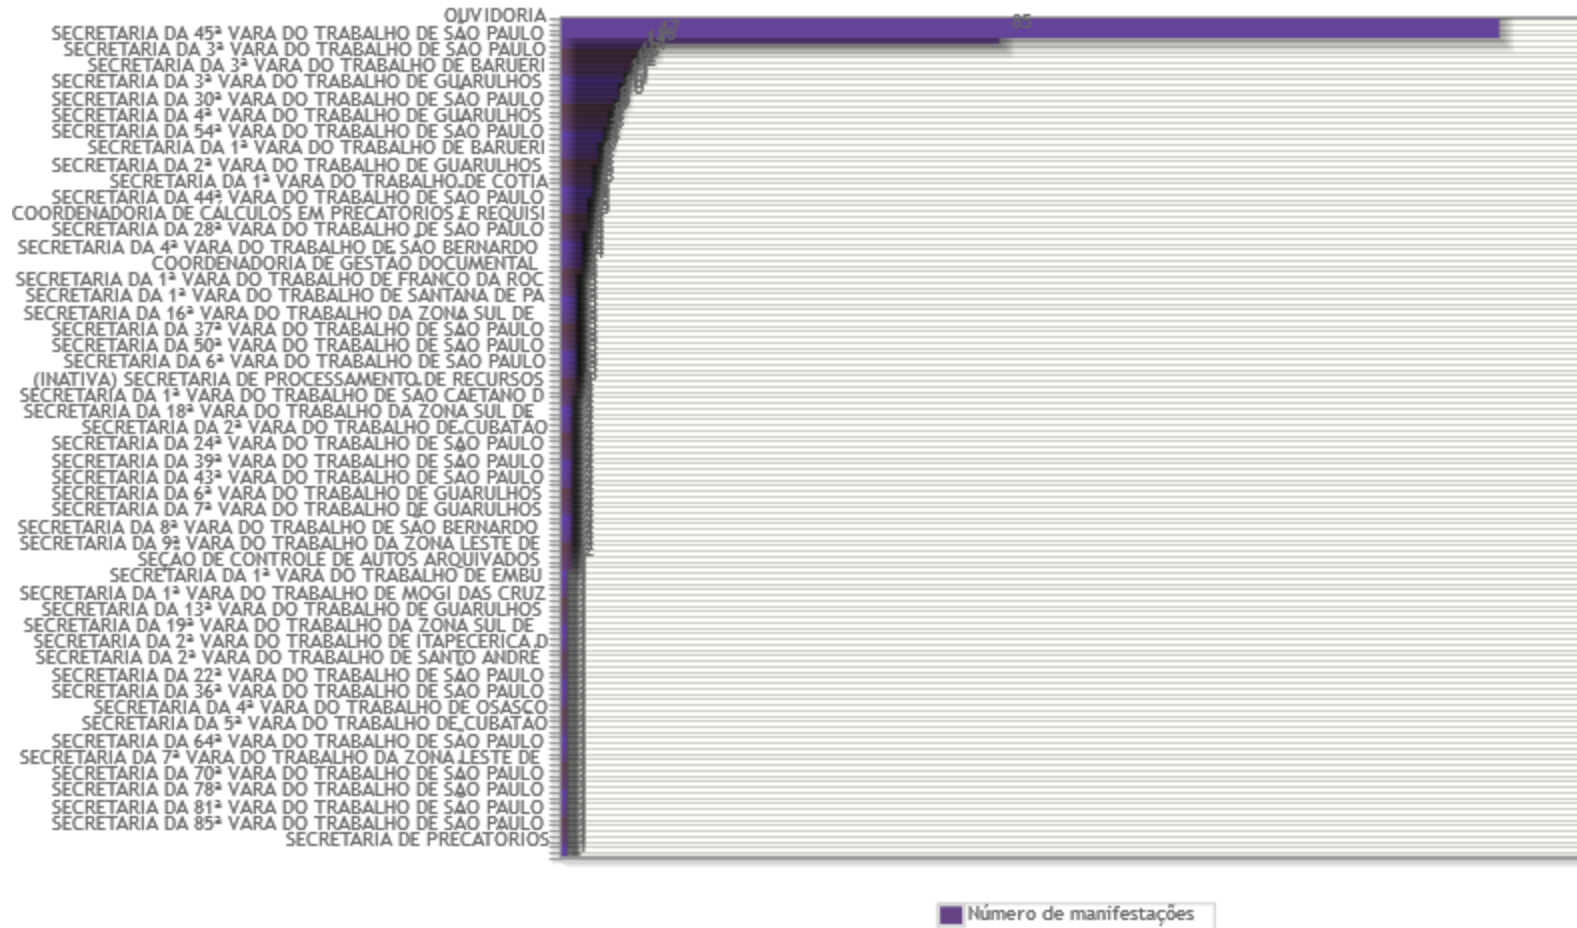 OUVIDORIA
SECRETARIA DA 45ª VARA DO TRABALHO DE SÃO PAULO
SECRETARIA DA 3ª VARA DO TRABALHO DE SÃO PAULO
SECRETARIA DA 3ª VARA DO TRABALHO DE BARUERI
SECRETARIA DA 3ª VARA DO TRABALHO DE GUARULHOS
SECRETARIA DA 30ª VARA DO TRABALHO DE SÃO PAULO
SECRETARIA DA 4ª VARA DO TRABALHO DE GUARULHOS
SECRETARIA DA 54ª VARA DO TRABALHO DE SÃO PAULO
SECRETARIA DA 1ª VARA DO TRABALHO DE BARUERI
SECRETARIA DA 2ª VARA DO TRABALHO DE GUARULHOS
SECRETARIA DA 1ª VARA DO TRABALHO DE COTIA
SECRETARIA DA 44ª VARA DO TRABALHO DE SÃO PAULO
COORDENADORIA DE CÁLCULOS EM PRECATÓRIOS E REQUISI
SECRETARIA DA 28ª VARA DO TRABALHO DE SÃO PAULO
SECRETARIA DA 4ª VARA DO TRABALHO DE SÃO BERNARDO
COORDENADORIA DE GESTÃO DOCUMENTAL
SECRETARIA DA 1ª VARA DO TRABALHO DE FRANCO DA ROC
SECRETARIA DA 1ª VARA DO TRABALHO DE SANTANA DE PA
SECRETARIA DA 16ª VARA DO TRABALHO DA ZONA SUL DE
SECRETARIA DA 37ª VARA DO TRABALHO DE SÃO PAULO
SECRETARIA DA 50ª VARA DO TRABALHO DE SÃO PAULO
SECRETARIA DA 6ª VARA DO TRABALHO DE SÃO PAULO
(INATIVA) SECRETARIA DE PROCESSAMENTO DE RECURSOS
SECRETARIA DA 1ª VARA DO TRABALHO DE SÃO CAETANO D
SECRETARIA DA 18ª VARA DO TRABALHO DA ZONA SUL DE
SECRETARIA DA 2ª VARA DO TRABALHO DE CUBATÃO
SECRETARIA DA 24ª VARA DO TRABALHO DE SÃO PAULO
SECRETARIA DA 39ª VARA DO TRABALHO DE SÃO PAULO
SECRETARIA DA 43ª VARA DO TRABALHO DE SÃO PAULO
SECRETARIA DA 6ª VARA DO TRABALHO DE GUARULHOS
SECRETARIA DA 7ª VARA DO TRABALHO DE GUARULHOS
SECRETARIA DA 8ª VARA DO TRABALHO DE SÃO BERNARDO
SECRETARIA DA 9ª VARA DO TRABALHO DA ZONA LESTE DE
SEÇÃO DE CONTROLE DE AUTOS ARQUIVADOS
SECRETARIA DA 1ª VARA DO TRABALHO DE EMBU
SECRETARIA DA 1ª VARA DO TRABALHO DE MOGI DAS CRUZ
SECRETARIA DA 13ª VARA DO TRABALHO DE GUARULHOS
SECRETARIA DA 19ª VARA DO TRABALHO DA ZONA SUL DE
SECRETARIA DA 2ª VARA DO TRABALHO DE ITAPECERICA D
SECRETARIA DA 2ª VARA DO TRABALHO DE SANTO ANDRÉ
SECRETARIA DA 22ª VARA DO TRABALHO DE SÃO PAULO
SECRETARIA DA 36ª VARA DO TRABALHO DE SÃO PAULO
SECRETARIA DA 4ª VARA DO TRABALHO DE OSASCO
SECRETARIA DA 5ª VARA DO TRABALHO DE CUBATÃO
SECRETARIA DA 64ª VARA DO TRABALHO DE SÃO PAULO
SECRETARIA DA 7ª VARA DO TRABALHO DA ZONA LESTE DE
SECRETARIA DA 70ª VARA DO TRABALHO DE SÃO PAULO
SECRETARIA DA 78ª VARA DO TRABALHO DE SÃO PAULO
SECRETARIA DA 81ª VARA DO TRABALHO DE SÃO PAULO
SECRETARIA DA 85ª VARA DO TRABALHO DE SÃO PAULO
SECRETARIA DE PRECATÓRIOS
85
Número de manifestações